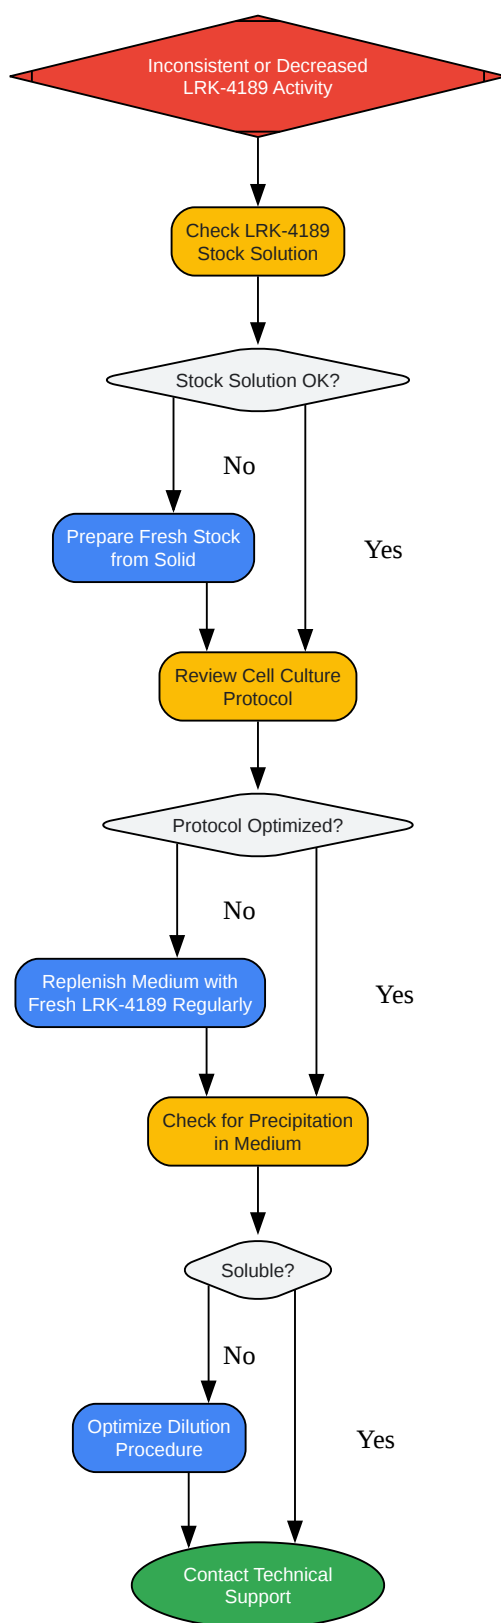 Inconsistent or Decreased
LRK-4189 Activity
Check LRK-4189
Stock Solution
Stock Solution OK?
No
Prepare Fresh Stock
from Solid
Yes
Review Cell Culture
Protocol
Protocol Optimized?
No
Replenish Medium with
Fresh LRK-4189 Regularly
Yes
Check for Precipitation
in Medium
Soluble?
No
Optimize Dilution
Procedure
Yes
Contact Technical
Support